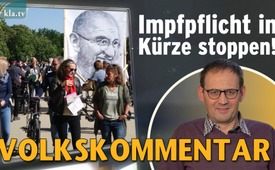 kla.tv
Impfpflicht in
Kürze stoppen!
VOLKSKOMMENTAR